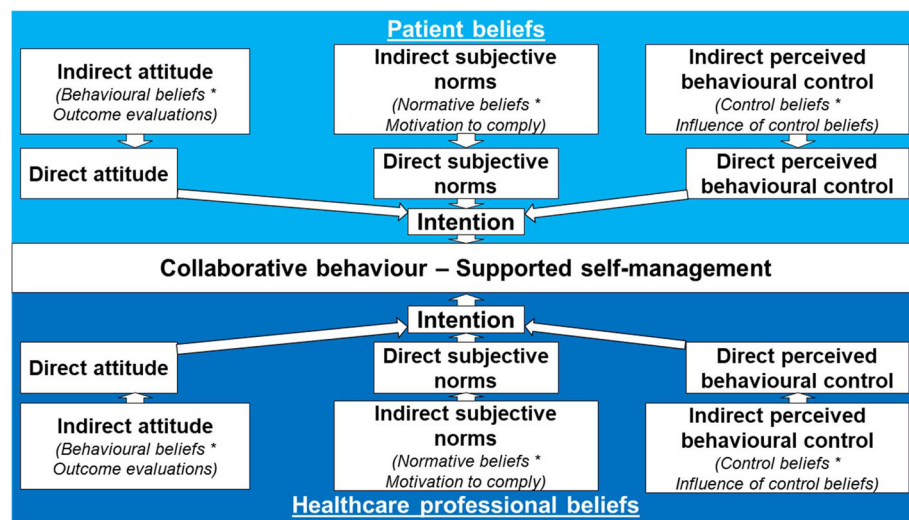 Patient beliefs
Indirect attitude
(Behavioural beliefs *
Outcome evaluations)
Indirect subjective
norms
(Normative beliefs *
Motivation to comply)
Indirect perceived
behavioural control
(Control beliefs *
Influence of control beliefs)
Direct attitude
Direct subjective
norms
Direct perceived
behavioural control
Intention
Collaborative behaviour – Supported self-management
Intention
Direct attitude
Direct subjective
norms
Direct perceived
behavioural control
Indirect attitude
(Behavioural beliefs *
Outcome evaluations)
Indirect subjective
norms
(Normative beliefs *
Motivation to comply)
Indirect perceived
behavioural control
(Control beliefs *
Influence of control beliefs)
Healthcare professional beliefs